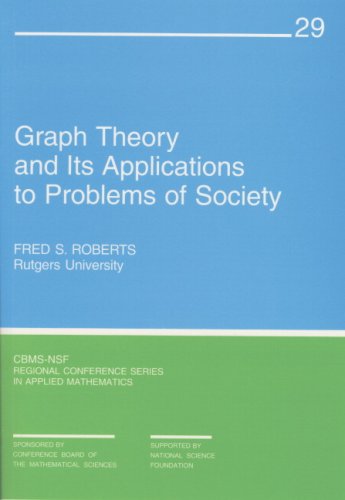 29
Graph Theory
and Its Applications
to Problems of Society
FRED S. ROBERTS
Rutgers University
CBMS-NSF
REGIONAL CONFERENCE SERIES
IN APPLIED MATHEMATICS
SPONSORED BY
CONFERENCE BOARD OF
THE MATHEMATICAL SCIENCES
SUPPORTED BY
NATIONAL SCIENCE
FOUNDATION